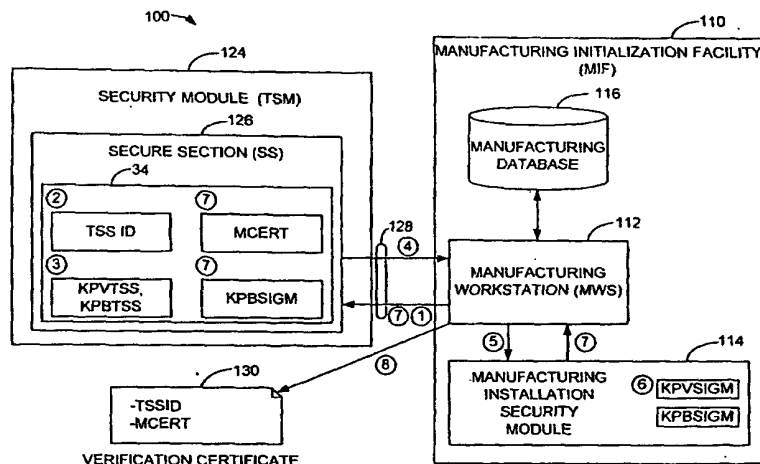 100
124
SECURITY MODULE (TSM)
126
SECURE SECTION (SS)
34
②
TSS ID
⑦
MCERT
③
KPVTSS,
KPBTSS
⑦
KPBSIGM
128
④
⑦ ①
110
MANUFACTURING INITIALIZATION FACILITY
(MIF)
116
MANUFACTURING
DATABASE
112
MANUFACTURING
WORKSTATION (MWS)
⑤
⑦
114
MANUFACTURING
INSTALLATION
SECURITY
MODULE
⑥
KPVSIGM
KPBSIGM
⑧
130
-TSSID
-MCERT
VERIFICATION CERTIFICATE